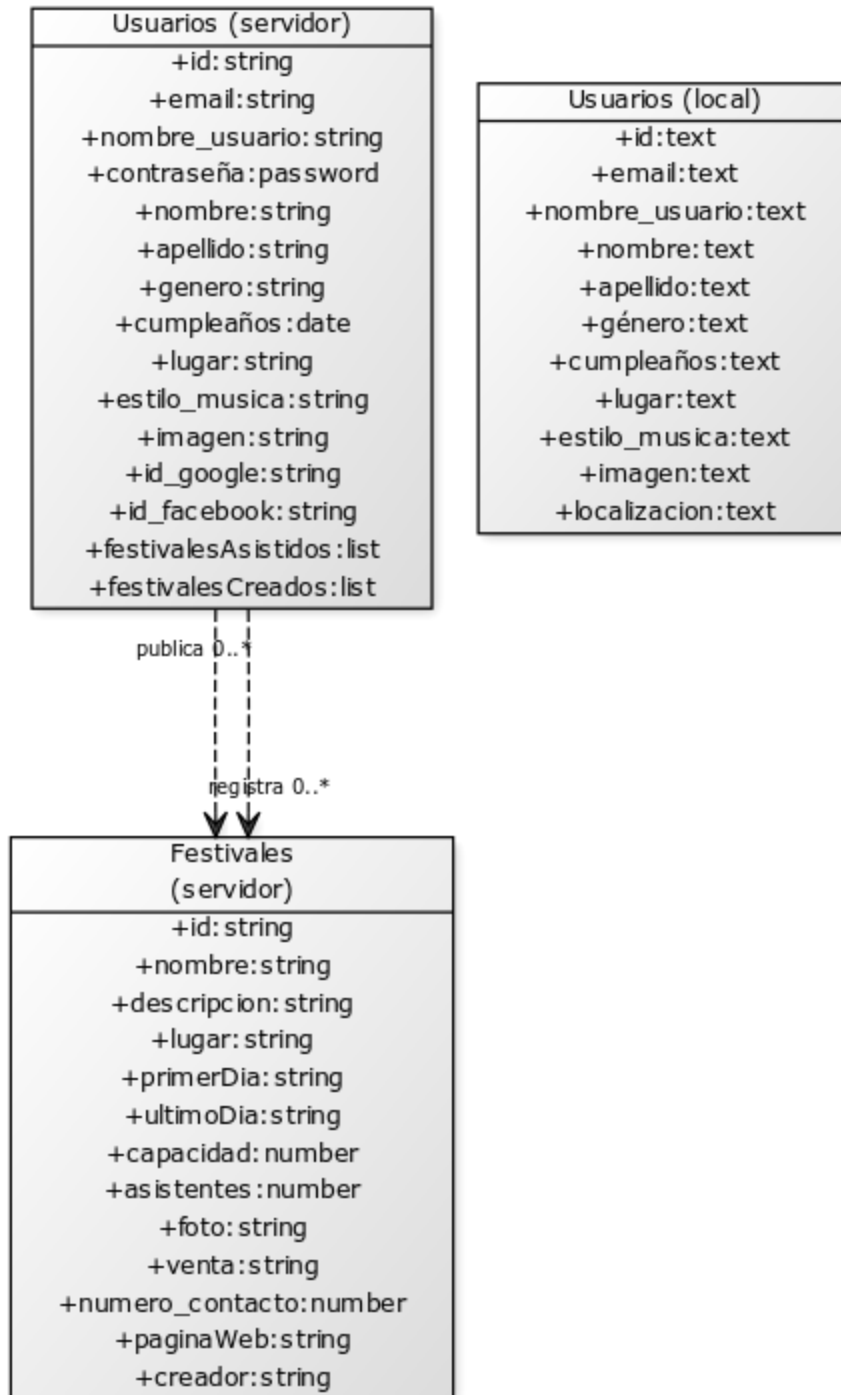 Usuarios (servidor)
+id:string
+email:string
+nombre_usuario:string
+contraseña:password
+nombre:string
+apellido:string
+genero:string
+cumpleaños:date
+lugar:string
+estilo_musica:string
+imagen:string
+id_google:string
+id_facebook:string
+festivalesAsistidos:list
+festivalesCreados:list
Usuarios (local)
+id:text
+email:text
+nombre_usuario:text
+nombre:text
+apellido:text
+género:text
+cumpleaños:text
+lugar:text
+estilo_musica:text
+imagen:text
+localizacion:text
publica 0..*
registra 0..*
Festivales
(servidor)
+id:string
+nombre:string
+descripcion:string
+lugar:string
+primerDia:string
+ultimoDia:string
+capacidad:number
+asistentes:number
+foto:string
+venta:string
+numero_contacto:number
+paginaWeb:string
+creador:string